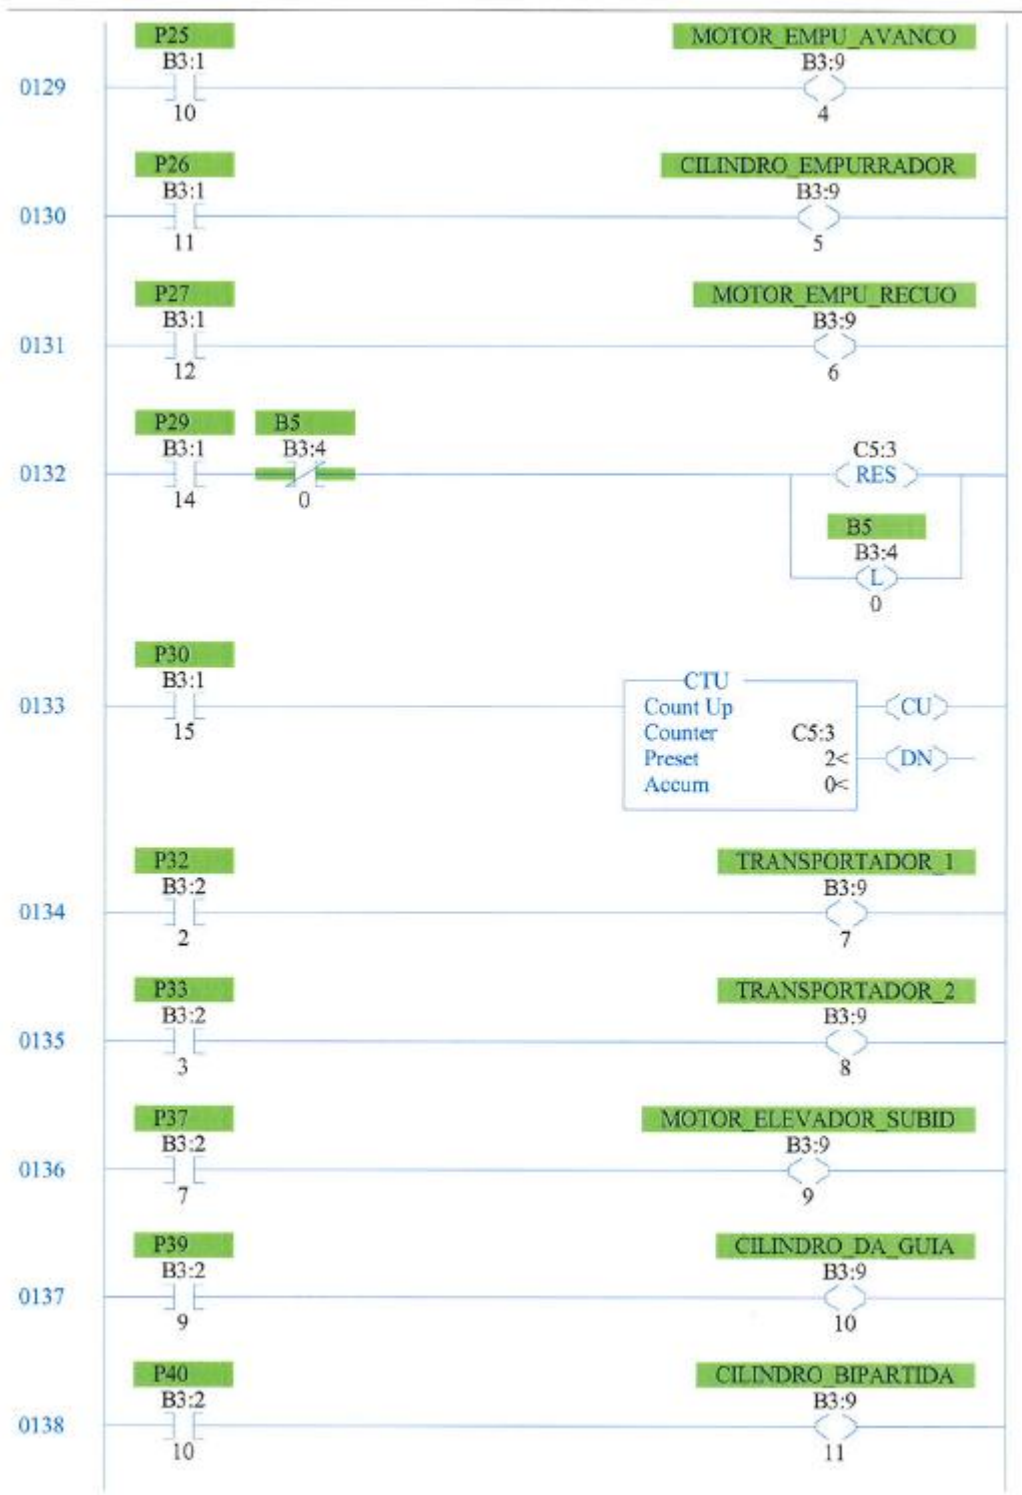 P25 MOTOR_EMPU_AVANCO
B3:1 B3:9
0129
10 4
P26 CILINDRO_EMPURRADOR
B3:1 B3:9
0130
11 5
P27 MOTOR_EMPU_RECUO
B3:1 B3:9
0131
12 6
P29 B5
B3:1 B3:4 C5:3
0132 RES
14 0
B5
B3:4
L
0
P30
B3:1 CTU
0133 Count Up CU
15 Counter C5:3
Preset 2< DN
Accum 0<
P32 TRANSPORTADOR_1
B3:2 B3:9
0134
2 7
P33 TRANSPORTADOR_2
B3:2 B3:9
0135
3 8
P37 MOTOR_ELEVADOR_SUBID
B3:2 B3:9
0136
7 9
P39 CILINDRO_DA_GUIA
B3:2 B3:9
0137
9 10
P40 CILINDRO_BIPARTIDA
B3:2 B3:9
0138
10 11